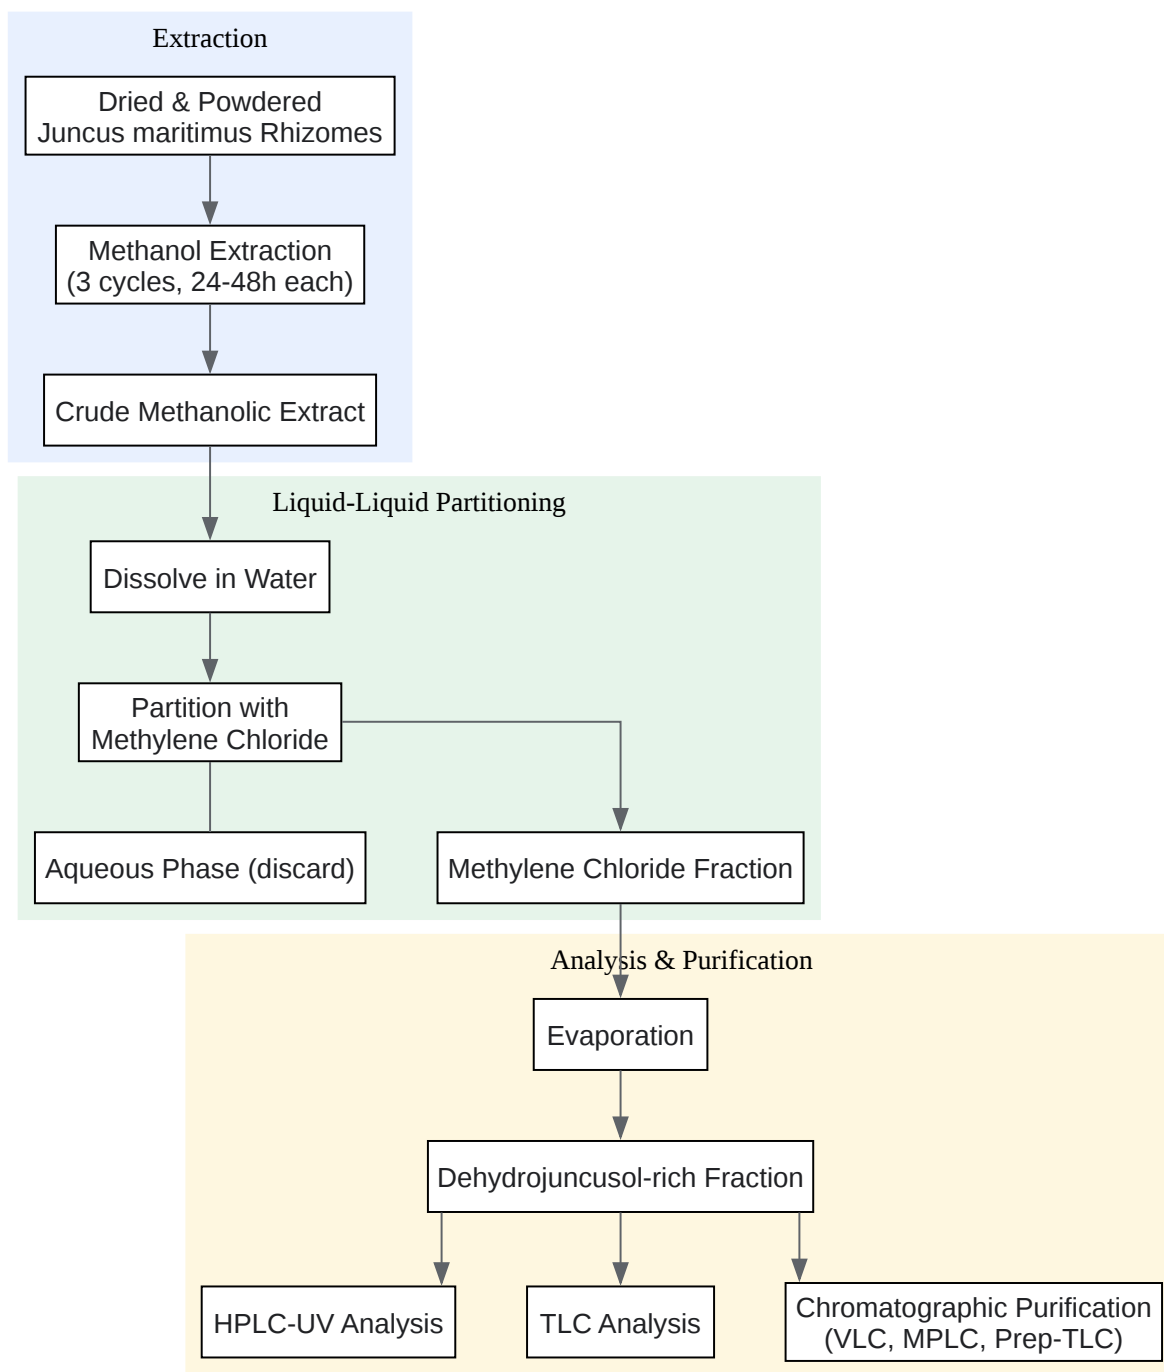 Extraction
Dried & Powdered
Juncus maritimus Rhizomes
Methanol Extraction
(3 cycles, 24-48h each)
Crude Methanolic Extract
Liquid-Liquid Partitioning
Dissolve in Water
Partition with
Methylene Chloride
Aqueous Phase (discard)
Methylene Chloride Fraction
Analysis & Purification
Evaporation
Dehydrojuncusol-rich Fraction
HPLC-UV Analysis
TLC Analysis
Chromatographic Purification
(VLC, MPLC, Prep-TLC)